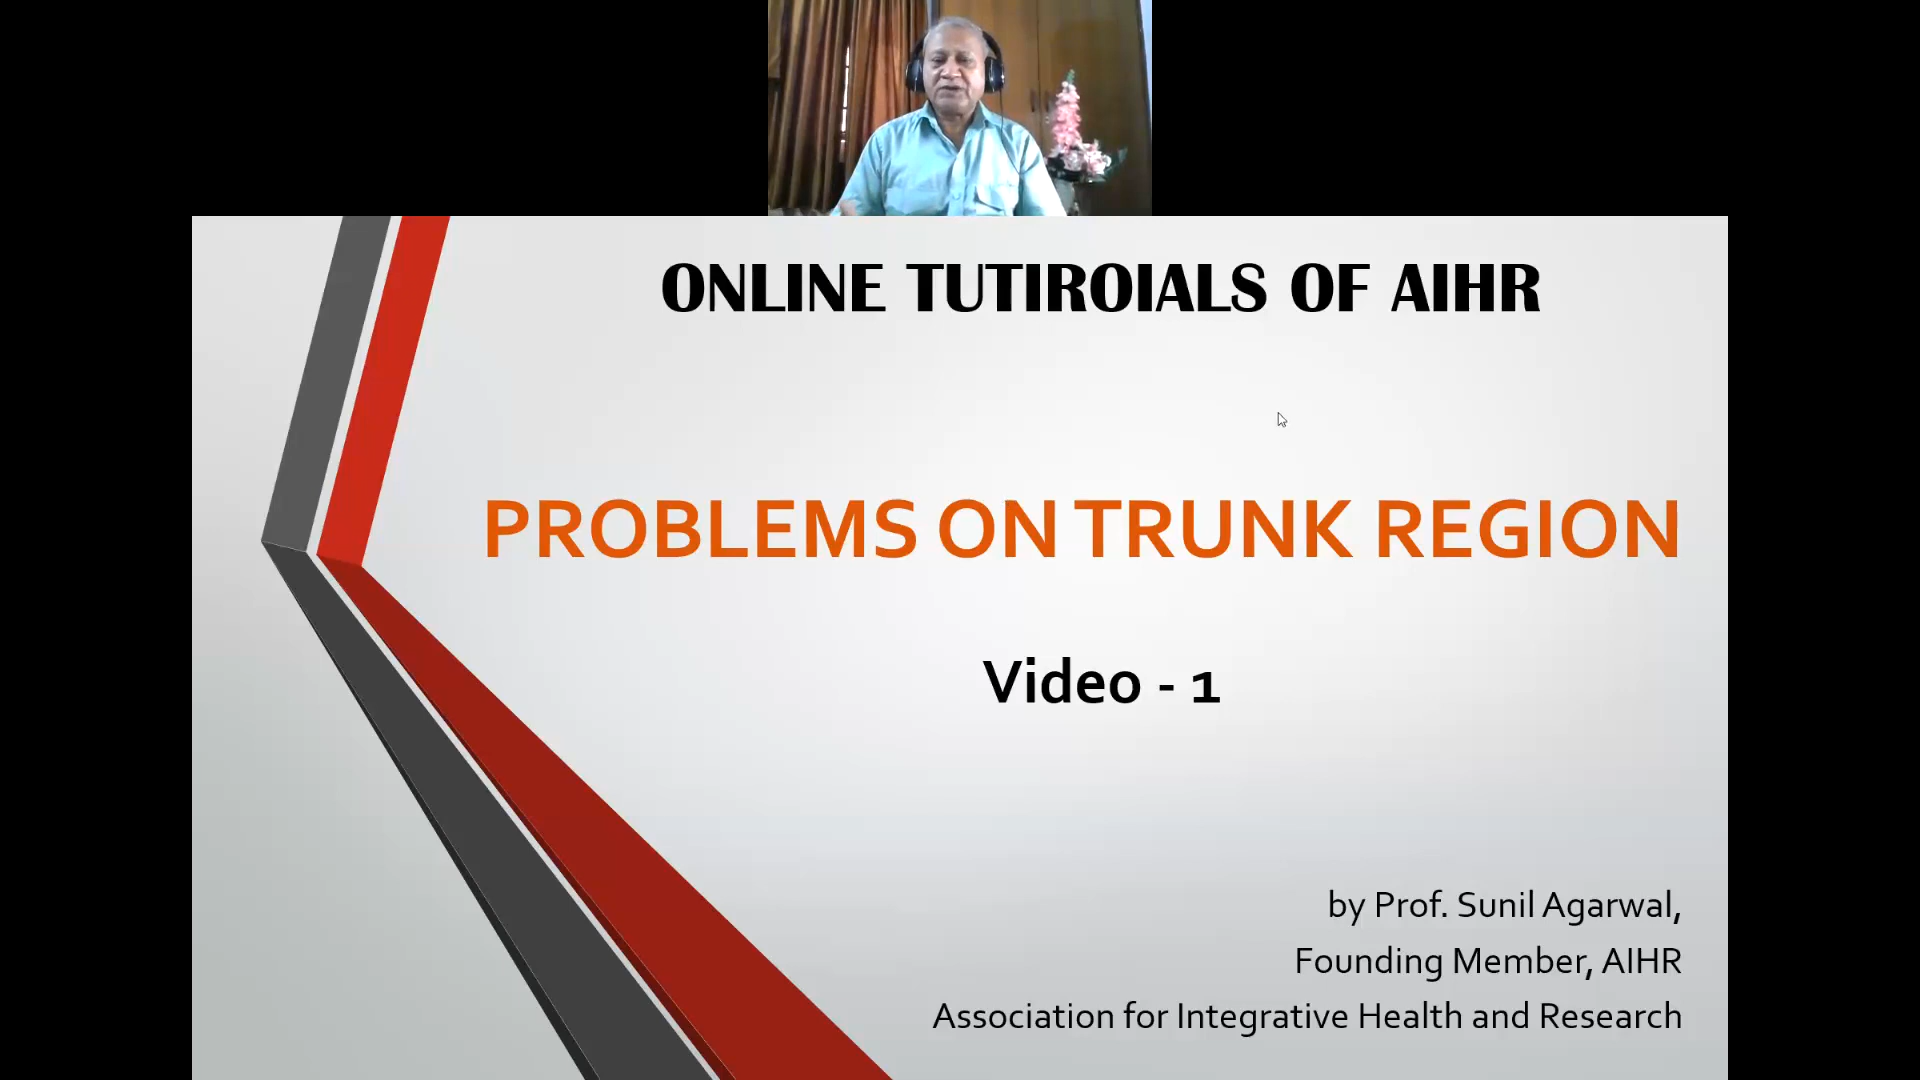 ONLINE TUTIROIALS OF AIHR
PROBLEMS ON TRUNK REGION
Video - 1
by Prof. Sunil Agarwal,
Founding Member, AIHR
Association for Integrative Health and Research